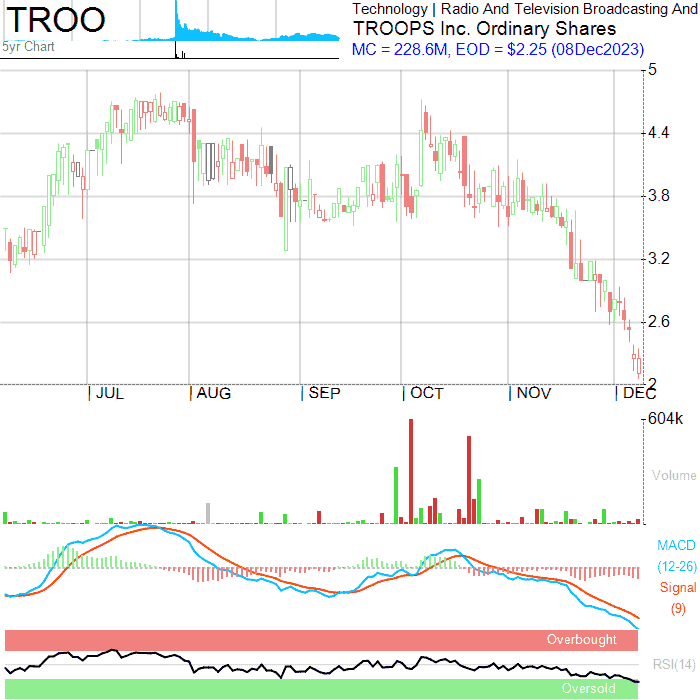 TROO
5yr Chart
Technology | Radio And Television Broadcasting And
TROOPS Inc. Ordinary Shares
MC = 228.6M, EOD = $2.25 (08Dec2023)
5
4.4
3.8
3.2
2.6
2
JUL AUG SEP OCT NOV DEC
604k
Volume
MACD
(12-26)
Signal
(9)
Overbought
RSI(14)
Oversold